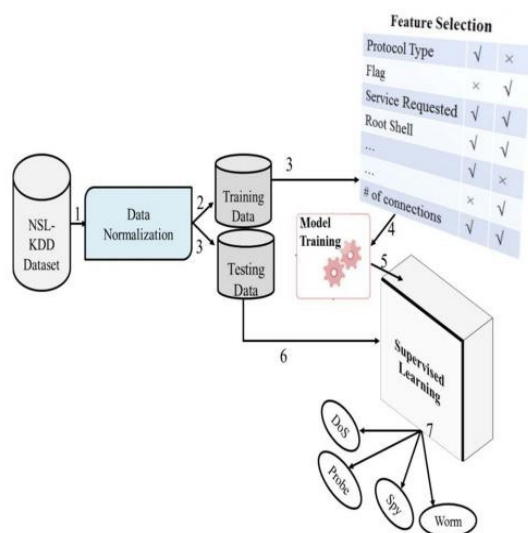 Feature Selection
Protocol Type √ ×
Flag × √
Service Requested √ √
Root Shell √ √
... √ ×
... × √
# of connections √ √
NSL-
KDD
Dataset
1
Data
Normalization
2
3
Training
Data
Testing
Data
3
4
Model
Training
5
6
Supervised
Learning
7
DoS
Probe
Spy
Worm